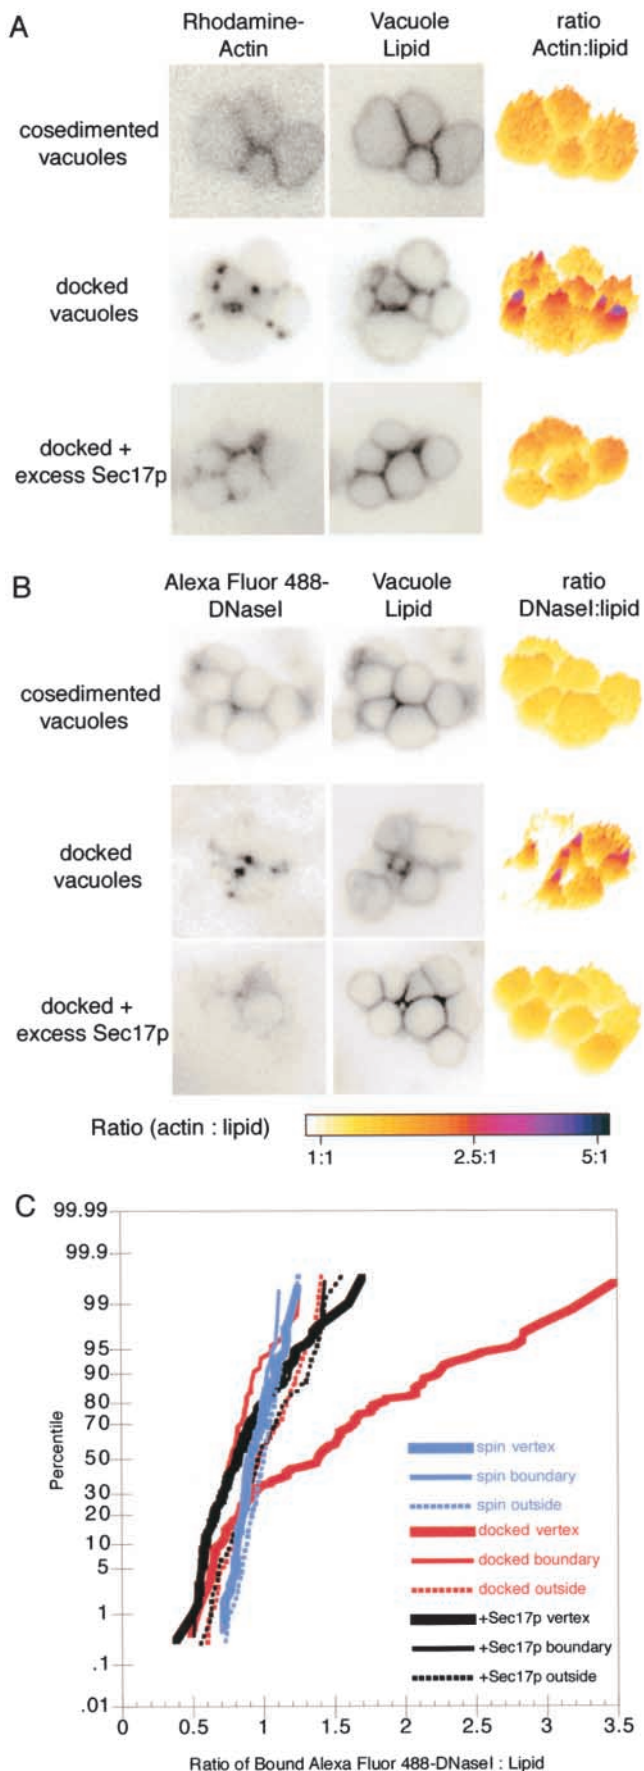 A
Rhodamine-
Actin
Vacuole
Lipid
ratio
Actin:lipid
cosedimented
vacuoles
docked
vacuoles
docked +
excess Sec17p
B
Alexa Fluor 488-
DNaseI
Vacuole
Lipid
ratio
DNaseI:lipid
cosedimented
vacuoles
docked
vacuoles
docked +
excess Sec17p
Ratio (actin : lipid)
1:1
2.5:1
5:1
C
99.99
99.9
99
95
90
80
70
50
30
20
10
5
1
.1
.01
Percentile
spin vertex
spin boundary
spin outside
docked vertex
docked boundary
docked outside
+Sec17p vertex
+Sec17p boundary
+Sec17p outside
0
0.5
1
1.5
2
2.5
3
3.5
Ratio of Bound Alexa Fluor 488-DNaseI : Lipid